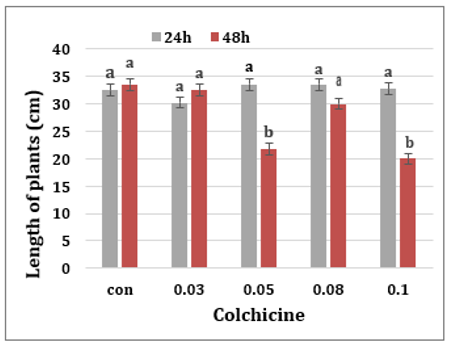 24h 48h
Length of plants (cm)
40
35
30
25
20
15
10
5
0
a a a a a b a a a b
con 0.03 0.05 0.08 0.1
Colchicine